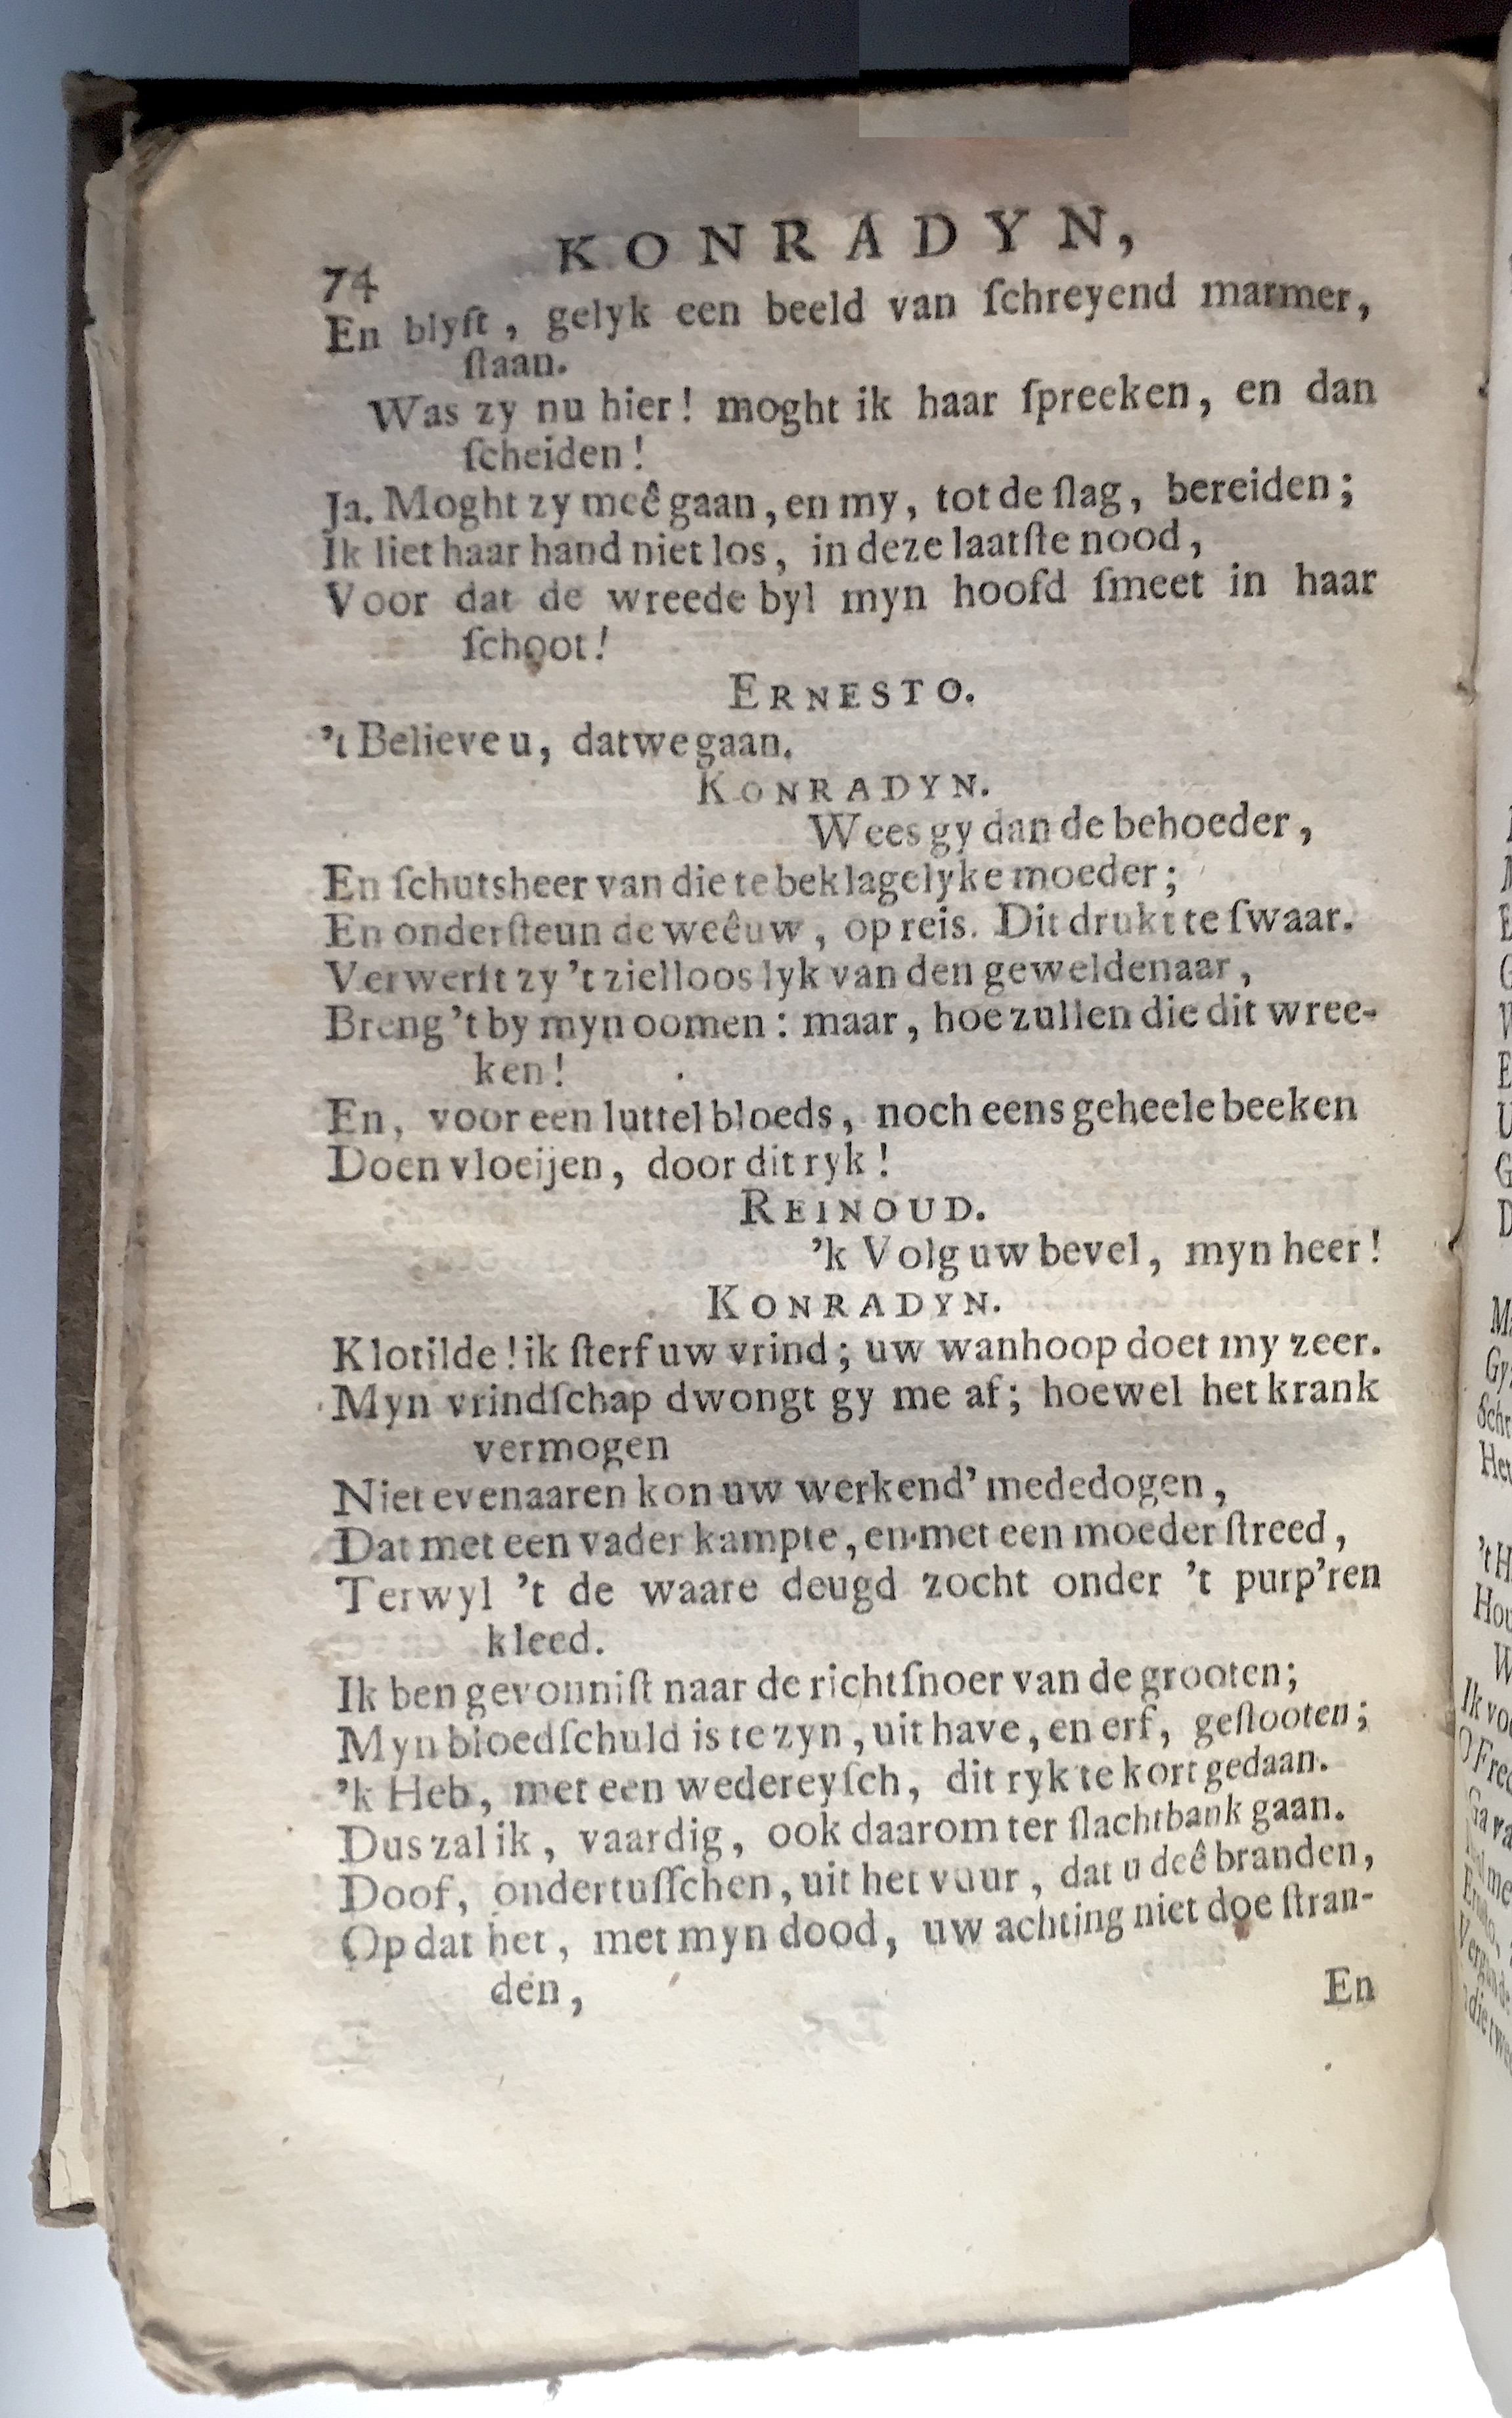 74 KONRADYN,
En blyft, gelyk een beeld van ſchreyend marmer,
ſtaan.
Was zy nu hier! moght ik haar ſpreeken, en dan
ſcheiden!
Ja. Moght zy meê gaan, en my, tot de ſlag, bereiden;
Ik liet haar hand niet los, in deze laatſte nood,
Voor dat de wreede byl myn hoofd ſmeet in haar
ſchoot!
ERNESTO.
't Believe u, dat we gaan.
KONRADYN.
Wees gy dan de behoeder,
En ſchutsheer van die te beklagelyke moeder;
En onderſteun de weêuw, op reis. Dit drukt te ſwaar.
Verwerft zy 't zielloos lyk van den geweldenaar,
Breng 't by myn oomen: maar, hoe zullen die dit wree-
ken!
En, voor een luttel bloeds, noch eens geheele beeken
Doen vloeijen, door dit ryk!
REINOUD.
'k Volg uw bevel, myn heer!
KONRADYN.
Klotilde! ik ſterf uw vrind; uw wanhoop doet my zeer.
Myn vrindſchap dwongt gy me af; hoewel het krank
vermogen
Niet evenaaren kon uw werkend' mededogen,
Dat met een vader kampte, en met een moeder ſtreed,
Terwyl 't de waare deugd zocht onder 't purp'ren
kleed.
Ik ben gevonniſt naar de richtſnoer van de grooten;
Myn bloedſchuld is te zyn, uit have, en erf, geſtooten;
'k Heb, met een wedereyſch, dit ryk te kort gedaan.
Dus zal ik, vaardig, ook daarom ter ſlachtbank gaan.
Doof, ondertuſſchen, uit het vuur, dat u deê branden,
Op dat het, met myn dood, uw achting niet doe ſtran-
den,
En